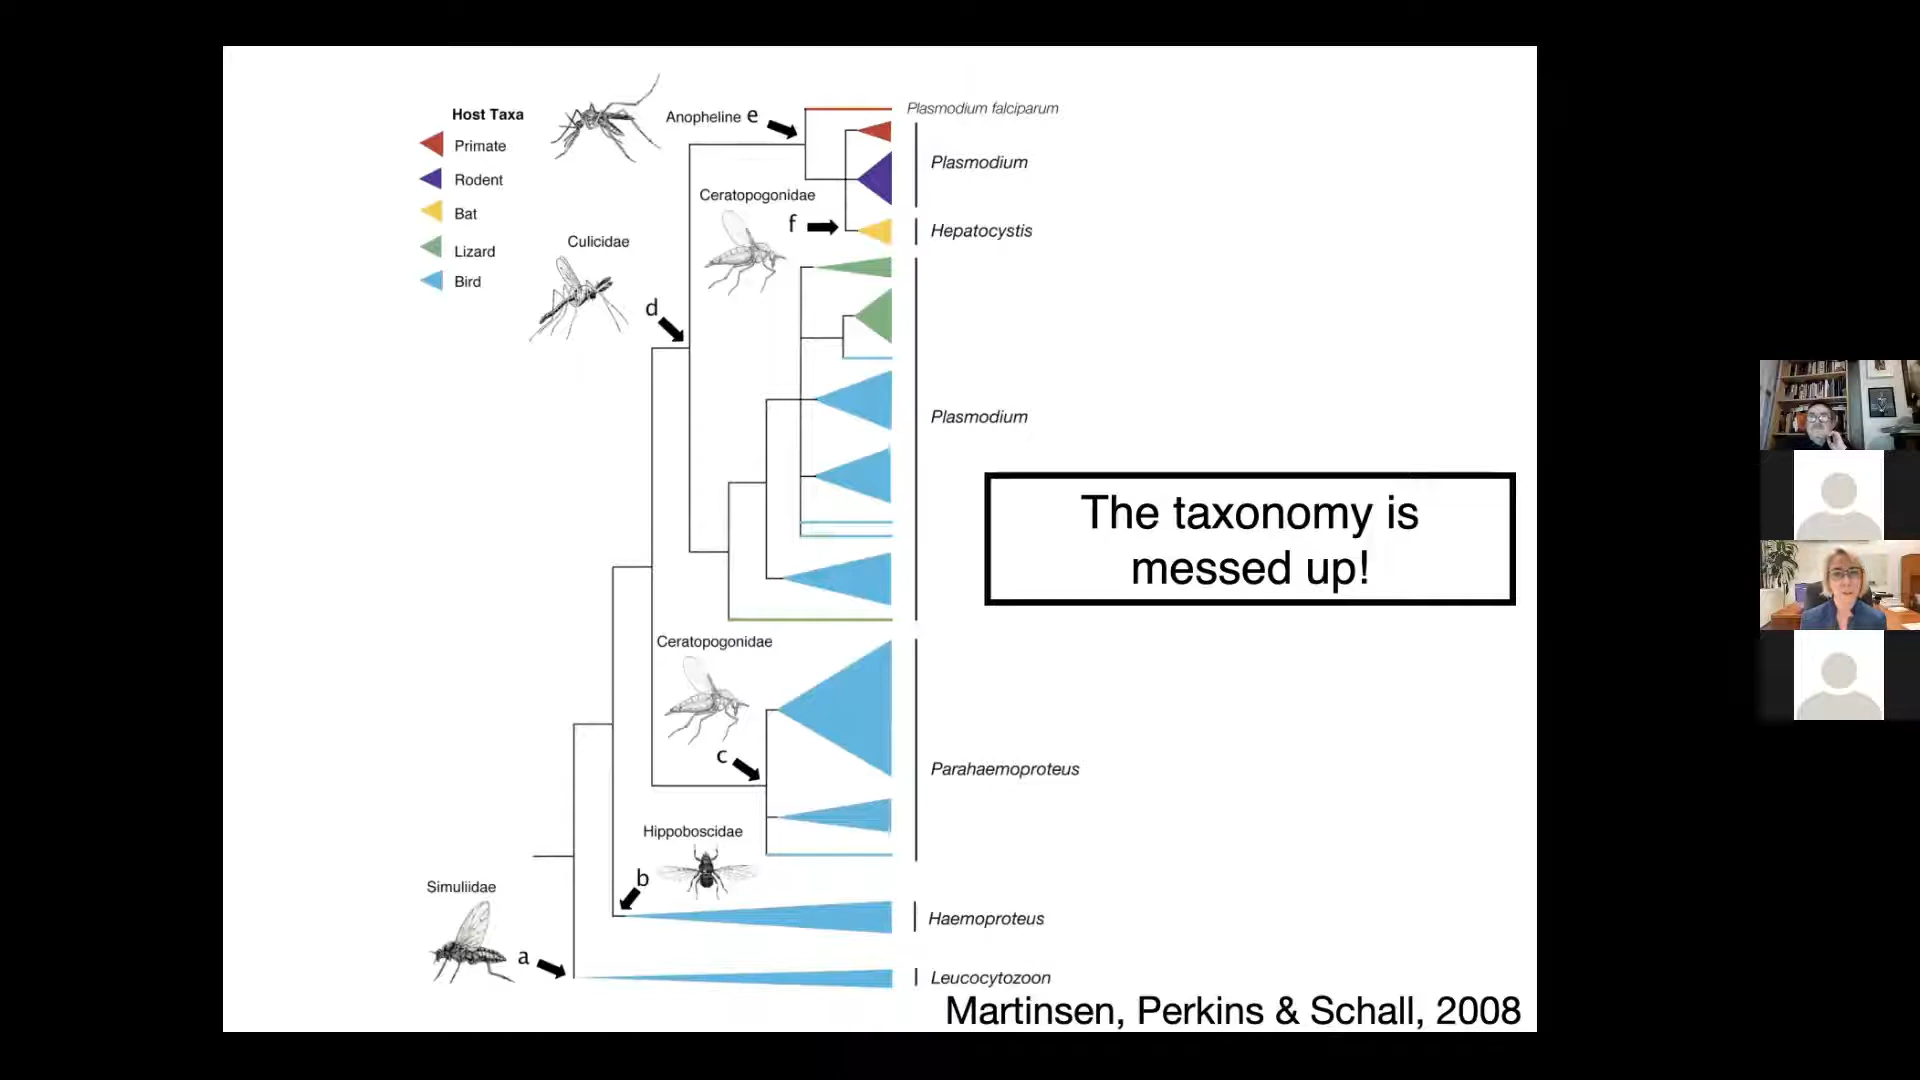 Host Taxa
Primate
Rodent
Bat
Lizard
Bird
Anopheline e
Plasmodium falciparum
Plasmodium
Ceratopogonidae
f
Hepatocystis
Culicidae
d
Plasmodium
The taxonomy is
messed up!
Ceratopogonidae
c
Parahaemoproteus
Hippoboscidae
b
Haemoproteus
Simuliidae
a
Leucocytozoon
Martinsen, Perkins & Schall, 2008